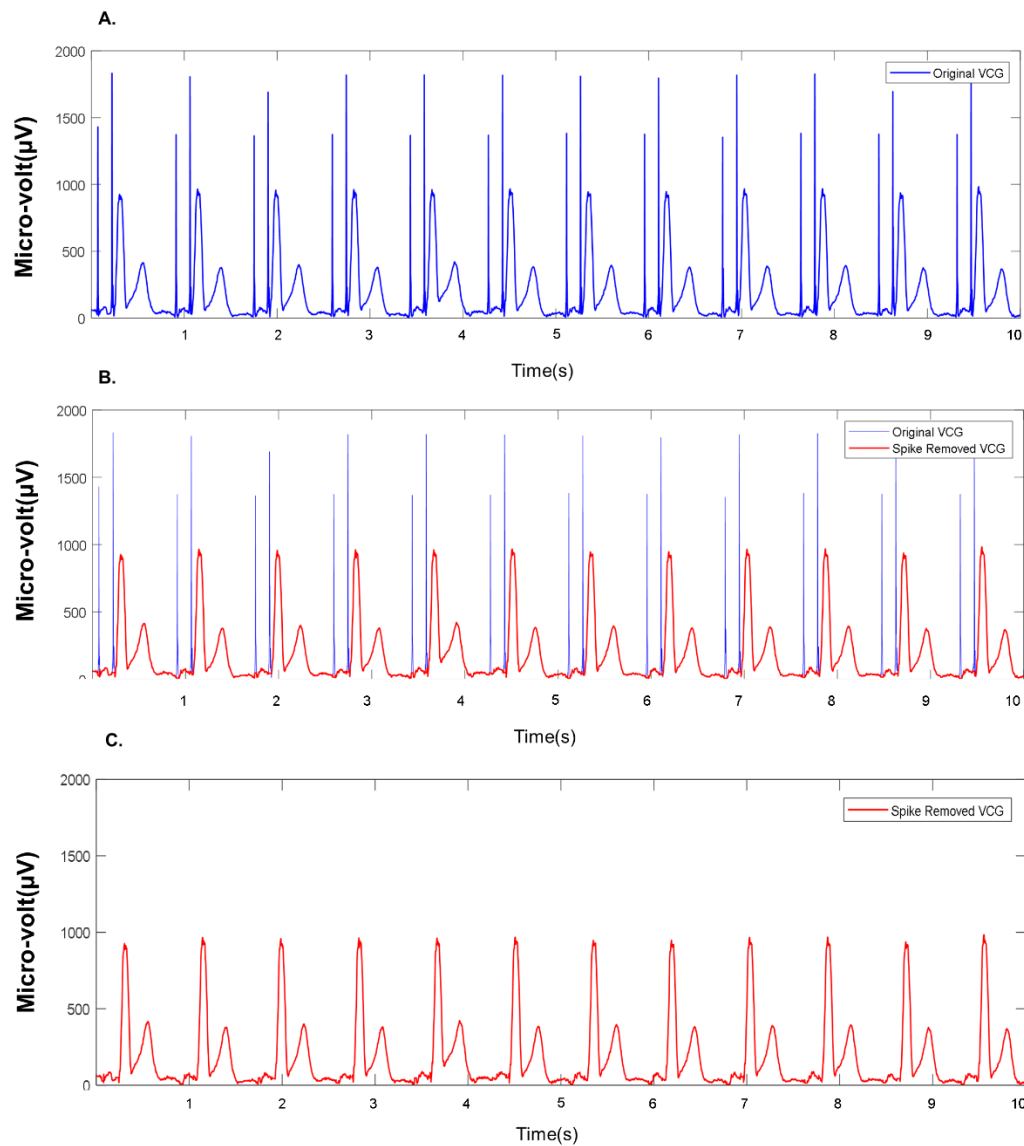 A.
2000
1500
1000
500
0
Micro-volt(µV)
Original VCG
1 2 3 4 5 6 7 8 9 10
Time(s)
B.
2000
1500
1000
500
0
Micro-volt(µV)
Original VCG
Spike Removed VCG
1 2 3 4 5 6 7 8 9 10
Time(s)
C.
2000
1500
1000
500
0
Micro-volt(µV)
Spike Removed VCG
1 2 3 4 5 6 7 8 9 10
Time(s)